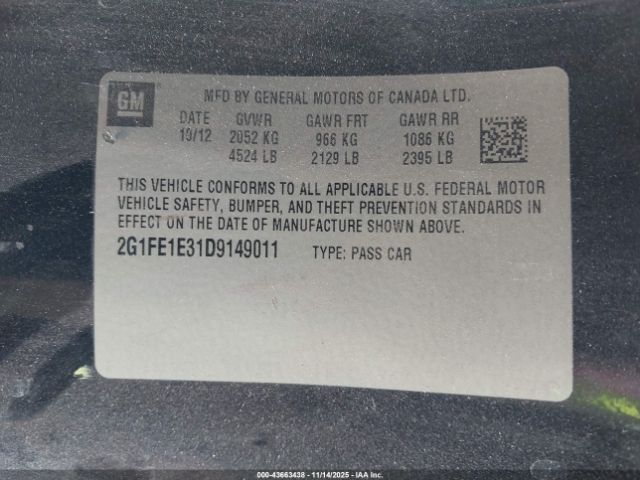 GM
MFD BY GENERAL MOTORS OF CANADA LTD.
DATE GVWR GAWR FRT GAWR RR
10/12 2052 KG 966 KG 1086 KG
4524 LB 2129 LB 2395 LB
THIS VEHICLE CONFORMS TO ALL APPLICABLE U.S. FEDERAL MOTOR
VEHICLE SAFETY, BUMPER, AND THEFT PREVENTION STANDARDS IN
EFFECT ON THE DATE OF MANUFACTURE SHOWN ABOVE.
2G1FE1E31D9149011 TYPE: PASS CAR
000-43663438 - 11/14/2025 - IAA Inc.